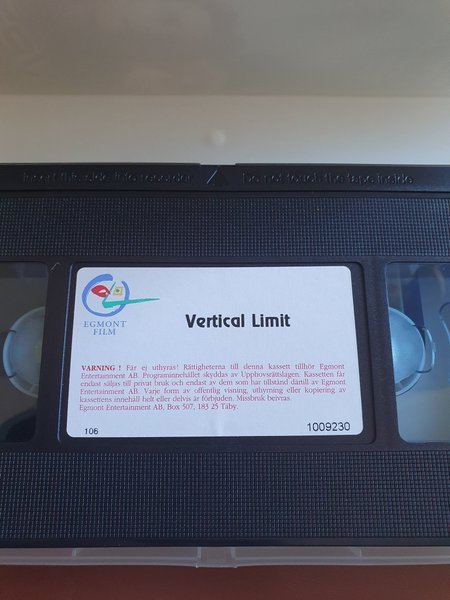 Insert this side into recorder Do not touch the tape inside
EGMONT
FILM
Vertical Limit
VARNING ! Får ej uthyras! Rättigheterna till denna kassett tillhör Egmont
Entertainment AB. Programinnehållet skyddas av Upphovsrättslagen. Kassetten får
endast säljas till privat bruk och endast av dem som har tillstånd därtill av Egmont
Entertainment AB. Varje form av offentlig visning, uthyrning eller kopiering av
kassettens innehåll helt eller delvis är förbjuden. Missbruk beivras.
Egmont Entertainment AB, Box 507, 183 25 Täby.
106 1009230